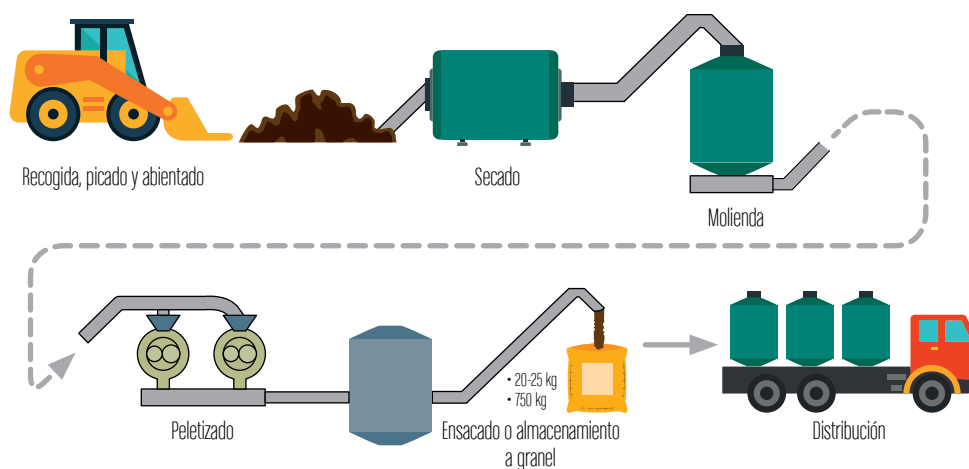 Recogida, picado y abientado
Secado
Molienda
• 20-25 kg
• 750 kg
Peletizado
Ensacado o almacenamiento
a granel
Distribución